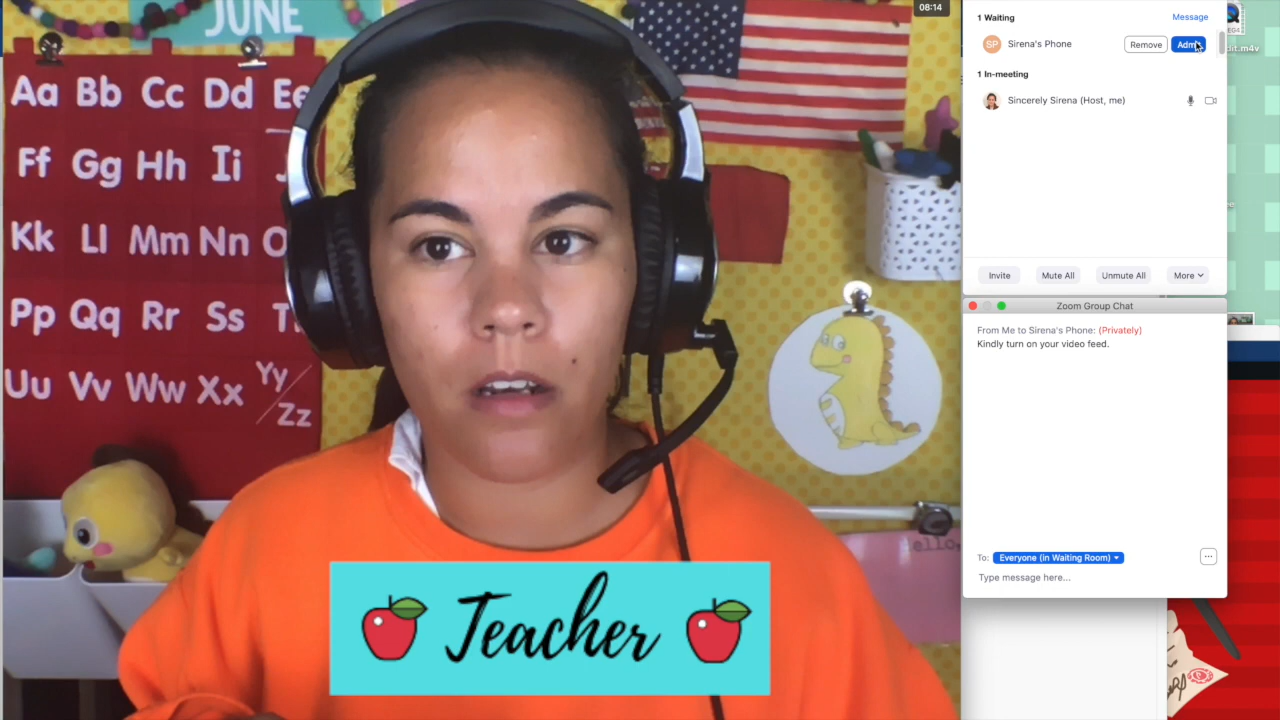 JUNE
08:14
Aa Bb Cc Dd Ee
Ff Gg Hh Ii
Kk Ll Mm Nn O
Pp Qq Rr Ss
Uu Vv Ww Xx Yy
Zz
Teacher
1 Waiting
Message
SP
Sirena's Phone
Remove
1 In-meeting
Sincerely Sirena (Host, me)
Invite
Mute All
Unmute All
More
Zoom Group Chat
From Me to Sirena's Phone: (Privately)
Kindly turn on your video feed.
To: Everyone (in Waiting Room)
Type message here...